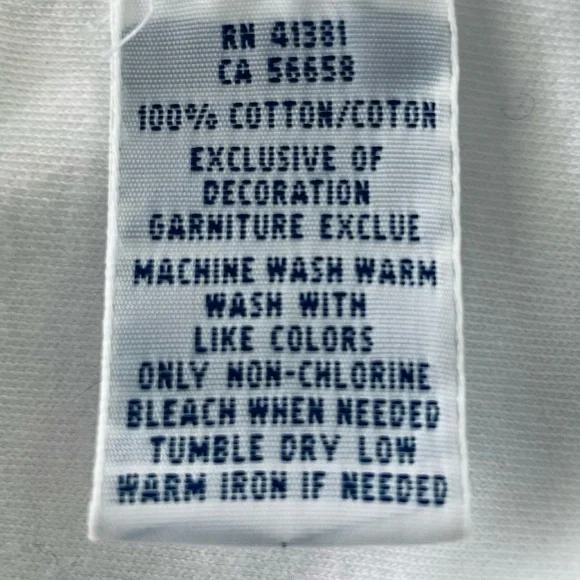 RN 41381
CA 56658
100% COTTON/COTON
EXCLUSIVE OF
DECORATION
GARNITURE EXCLUE
MACHINE WASH WARM
WASH WITH
LIKE COLORS
ONLY NON-CHLORINE
BLEACH WHEN NEEDED
TUMBLE DRY LOW
WARM IRON IF NEEDED